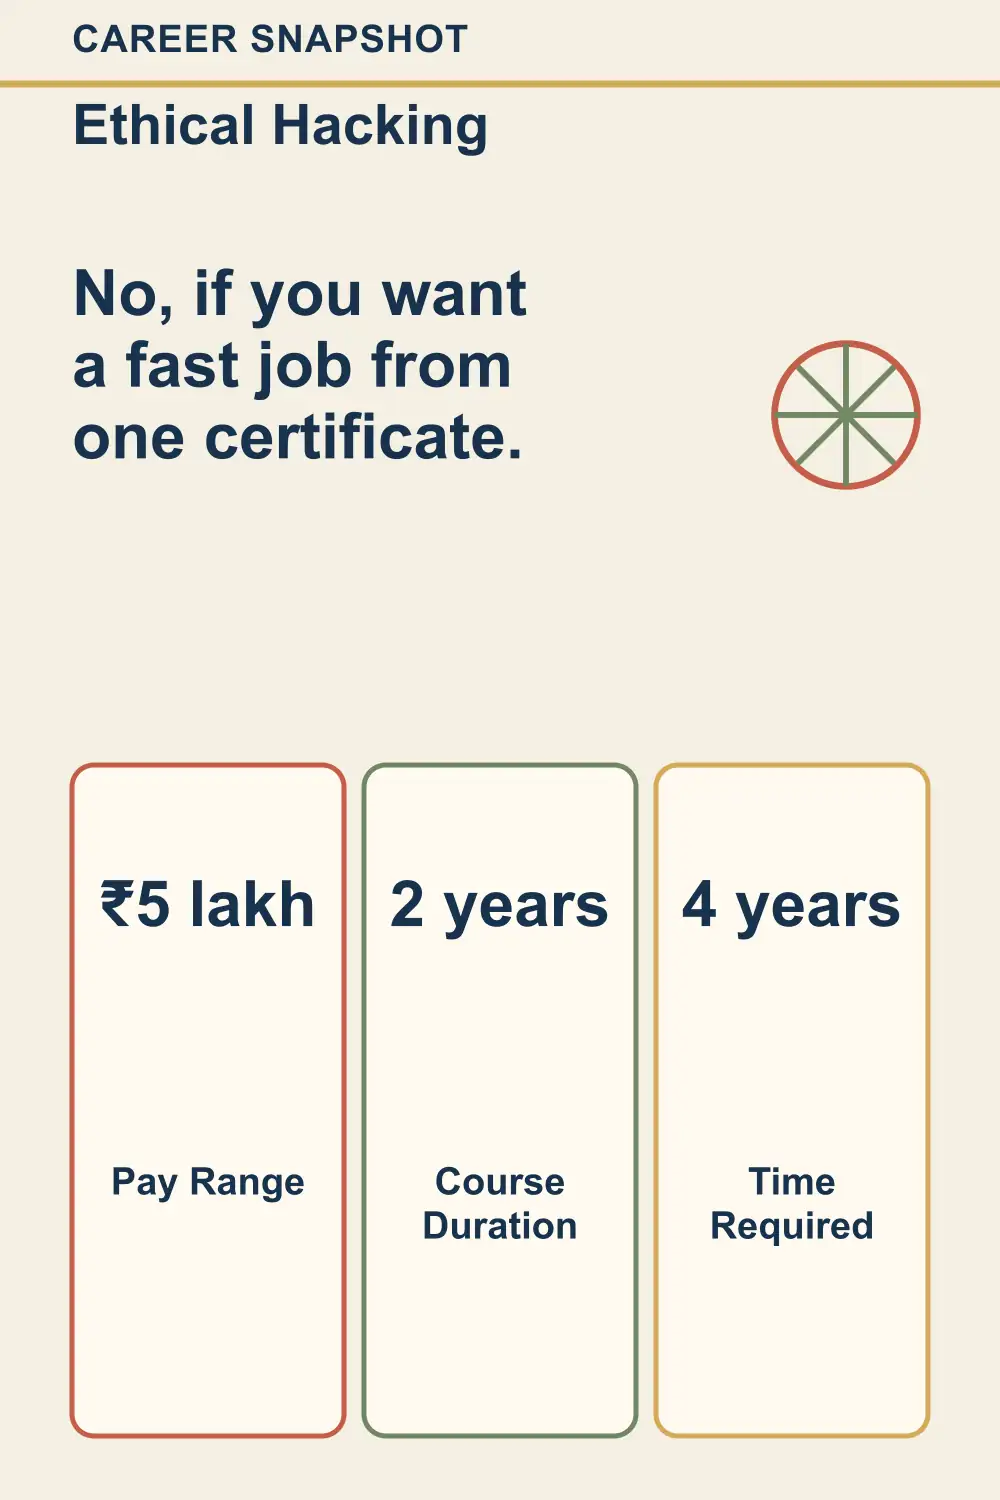 CAREER SNAPSHOT
Ethical Hacking
No, if you want
a fast job from
one certificate.
₹5 lakh
Pay Range
2 years
Course
Duration
4 years
Time
Required